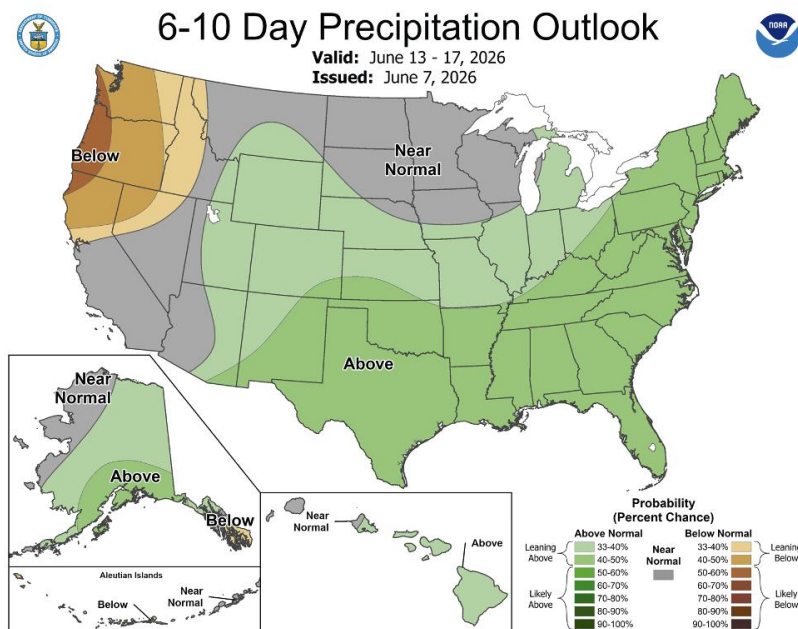 6-10 Day Precipitation Outlook
Valid: June 13 - 17, 2026
Issued: June 7, 2026
NOAA
Below
Near
Normal
Above
Near
Normal
Above
Below
Aleutian Islands
Below
Near
Normal
Near
Normal
Above
Probability
(Percent Chance)
Above Normal
Below Normal
Leaning
Above
33-40%
40-50%
Likely
Above
50-60%
60-70%
70-80%
80-90%
90-100%
Near
Normal
33-40%
40-50%
Leaning
Below
50-60%
60-70%
70-80%
80-90%
90-100%
Likely
Below